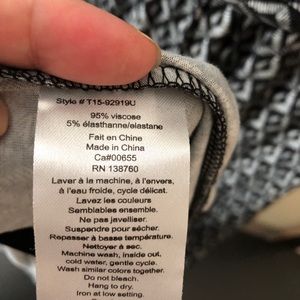 Style # T15-92919U
95% viscose
5% élasthanne/elastane
Fait en Chine
Made in China
Ca#00655
RN 138760
Laver à la machine, à l'envers,
à l'eau froide, cycle délicat.
Lavez les couleurs
Semblables ensemble.
Ne pas javelliser.
Suspendre pour sécher.
Repasser à basse température.
Nettoyer à sec.
Machine wash, inside out,
cold water, gentle cycle.
Wash similar colors together.
Do not bleach.
Hang to dry.
Iron at low setting.